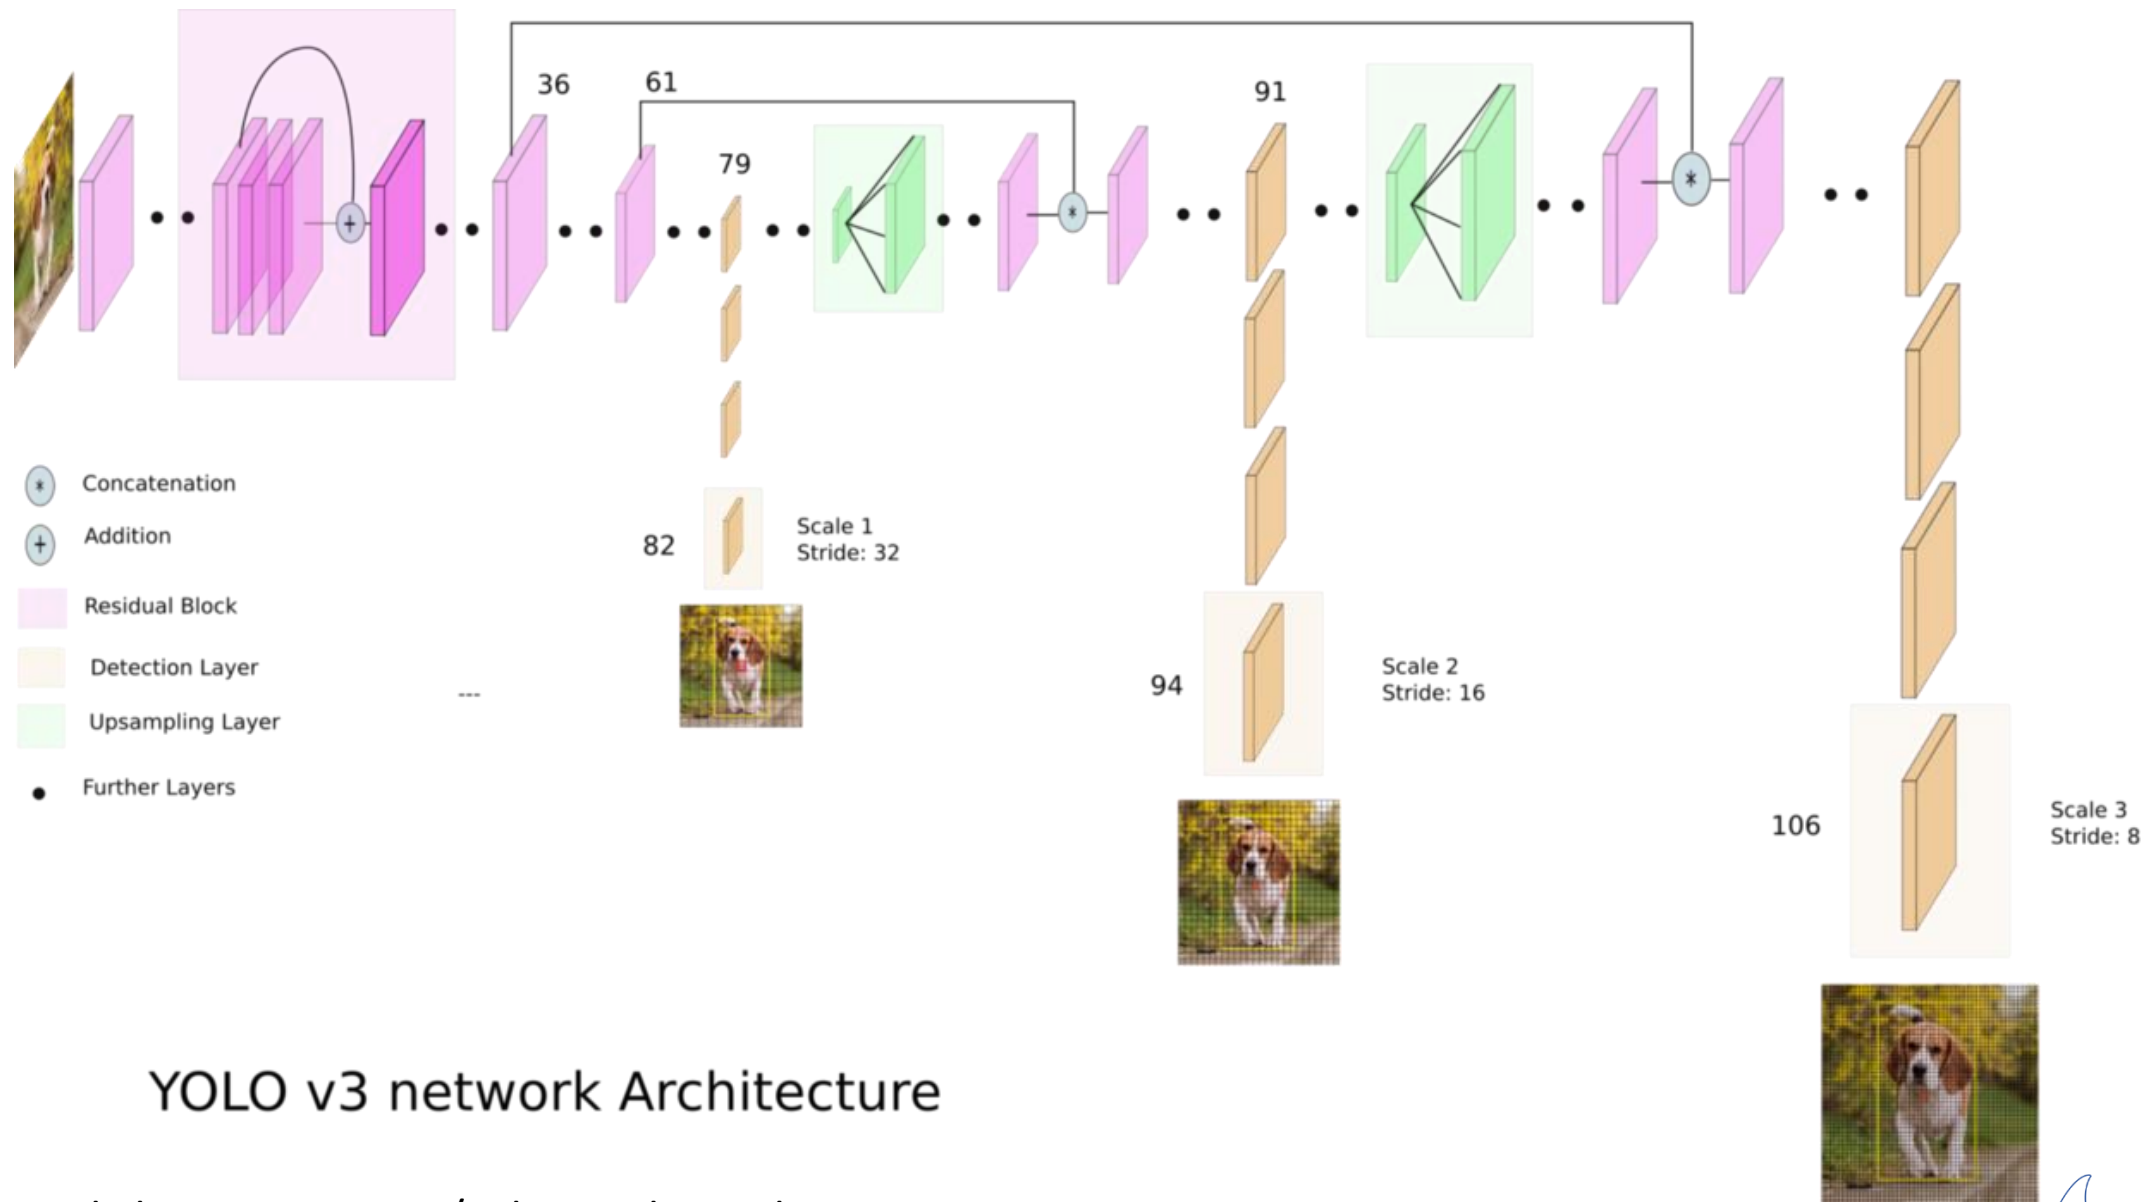 36
61
79
91
Concatenation
Addition
Residual Block
Detection Layer
Upsampling Layer
Further Layers
---
82
Scale 1
Stride: 32
94
Scale 2
Stride: 16
106
Scale 3
Stride: 8
YOLO v3 network Architecture